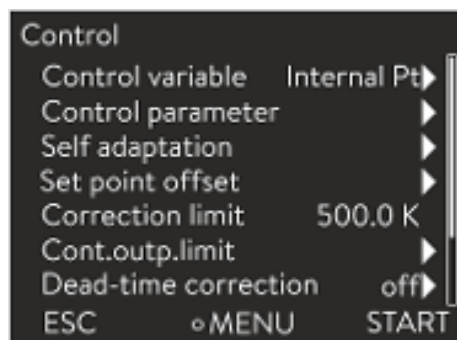 Control
Control variable Internal Pt
Control parameter
Self adaptation
Set point offset
Correction limit 500.0 K
Cont.outp.limit
Dead-time correction off
ESC MENU START